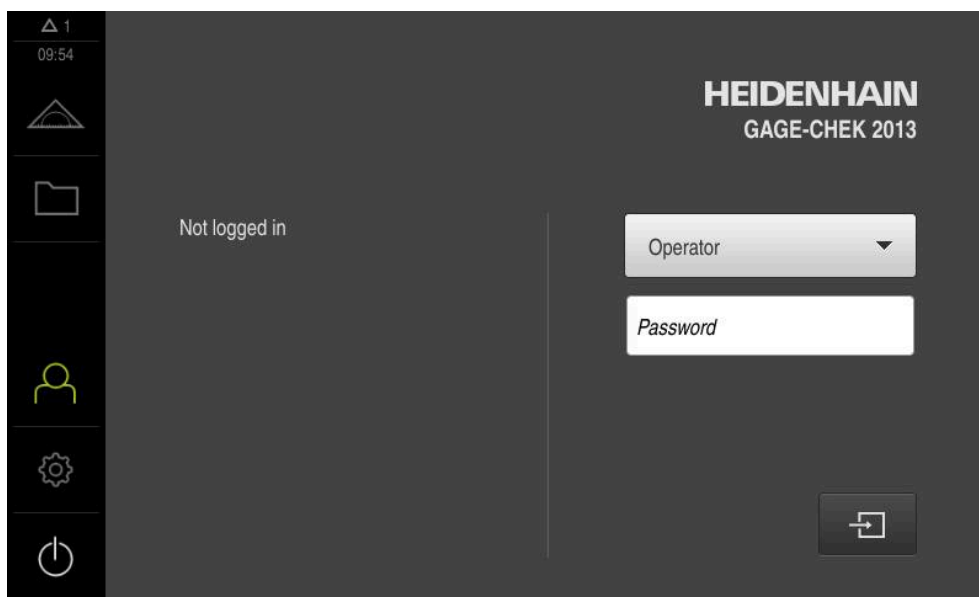 △ 1
09:54
HEIDENHAIN
GAGE-CHEK 2013
Not logged in
Operator
Password